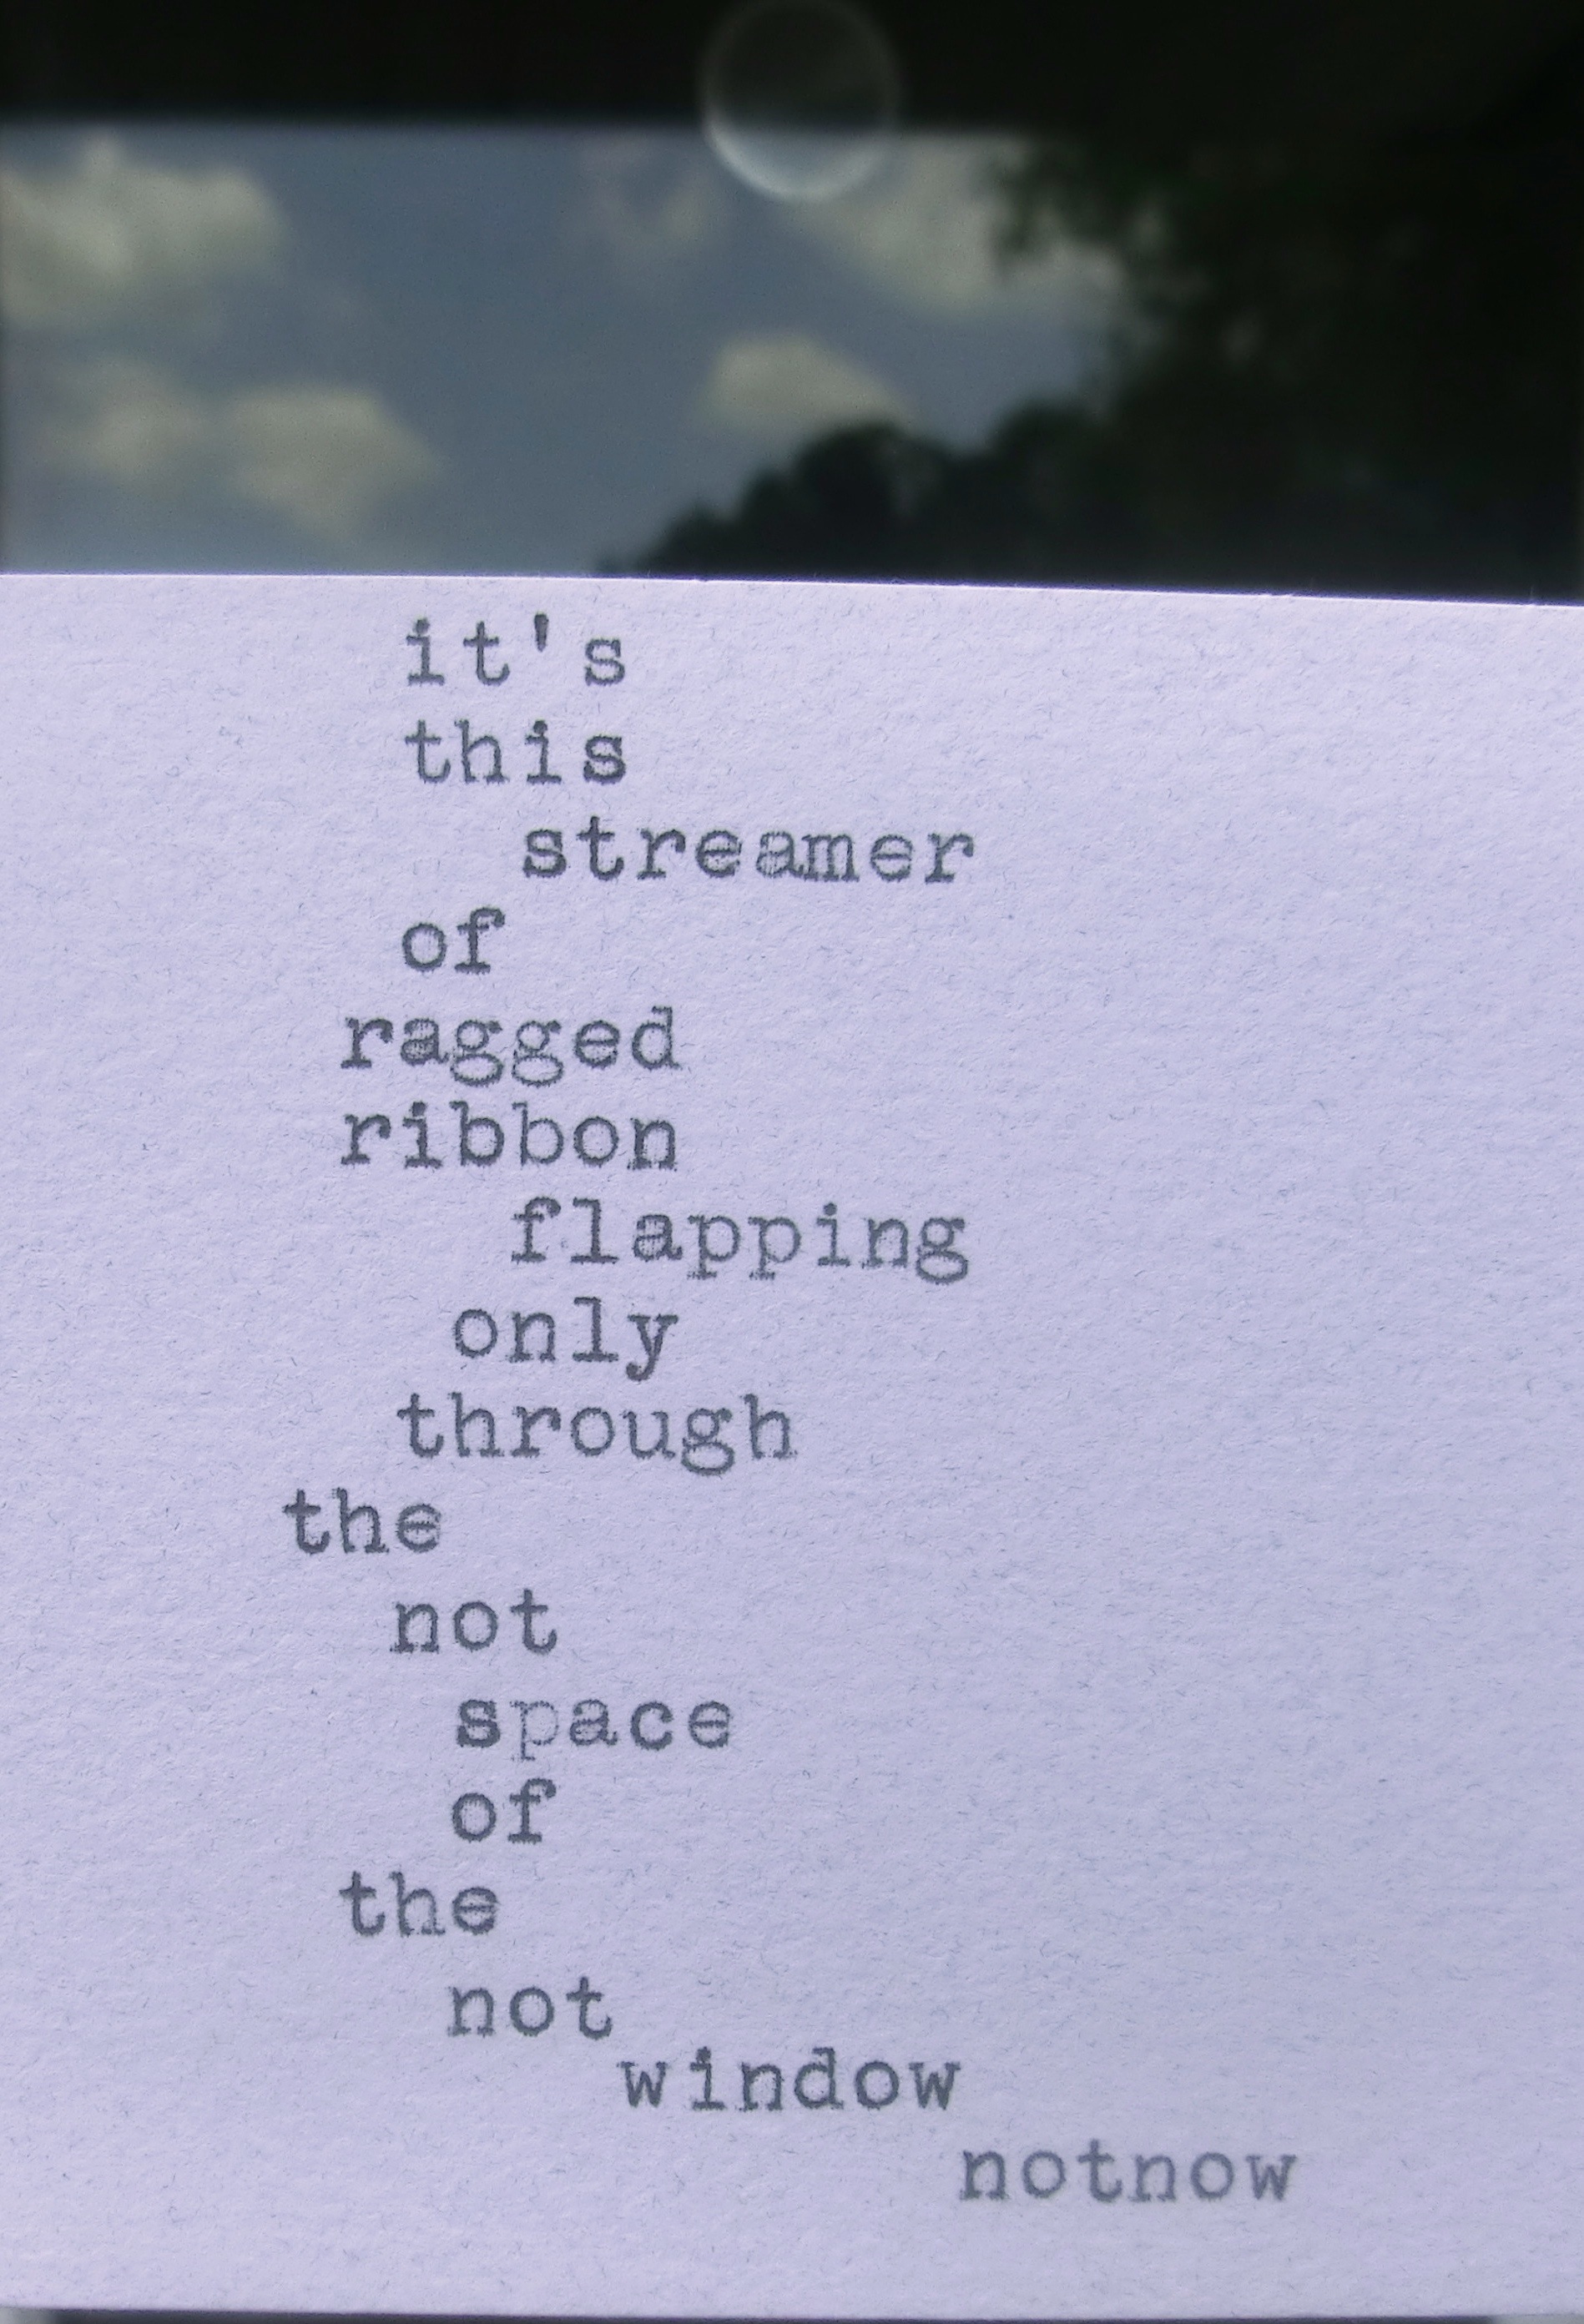 it's
this
streamer
of
ragged
ribbon
flapping
only
through
the
not
space
of
the
not
window
notnow